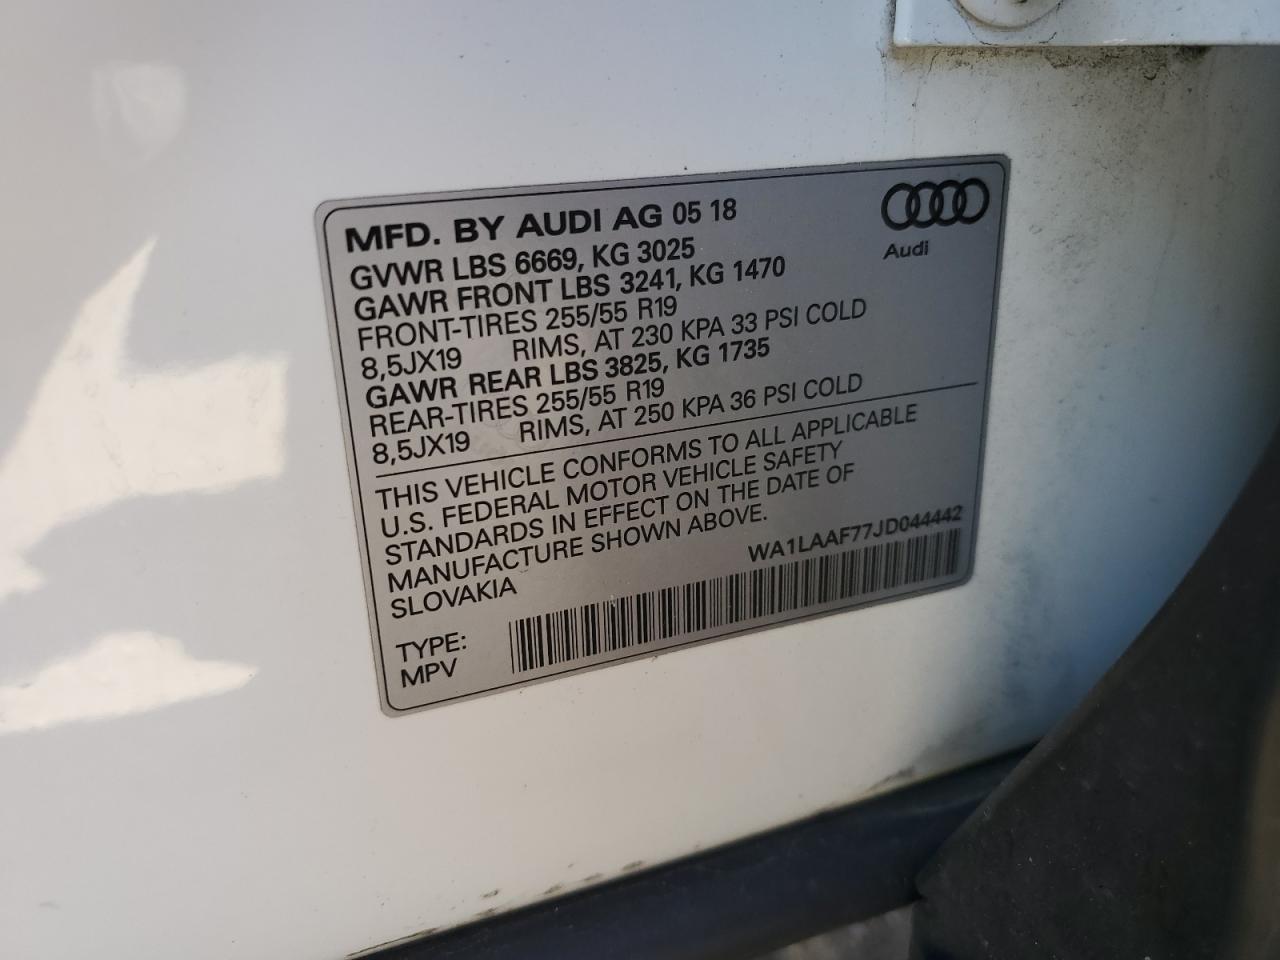 MFD. BY AUDI AG 05 18
Audi
GVWR LBS 6669, KG 3025
GAWR FRONT LBS 3241, KG 1470
FRONT-TIRES 255/55 R19
8,5JX19 RIMS, AT 230 KPA 33 PSI COLD
GAWR REAR LBS 3825, KG 1735
REAR-TIRES 255/55 R19
8,5JX19 RIMS, AT 250 KPA 36 PSI COLD
THIS VEHICLE CONFORMS TO ALL APPLICABLE
U.S. FEDERAL MOTOR VEHICLE SAFETY
STANDARDS IN EFFECT ON THE DATE OF
MANUFACTURE SHOWN ABOVE.
SLOVAKIA
WA1LAAF77JD044442
TYPE:
MPV